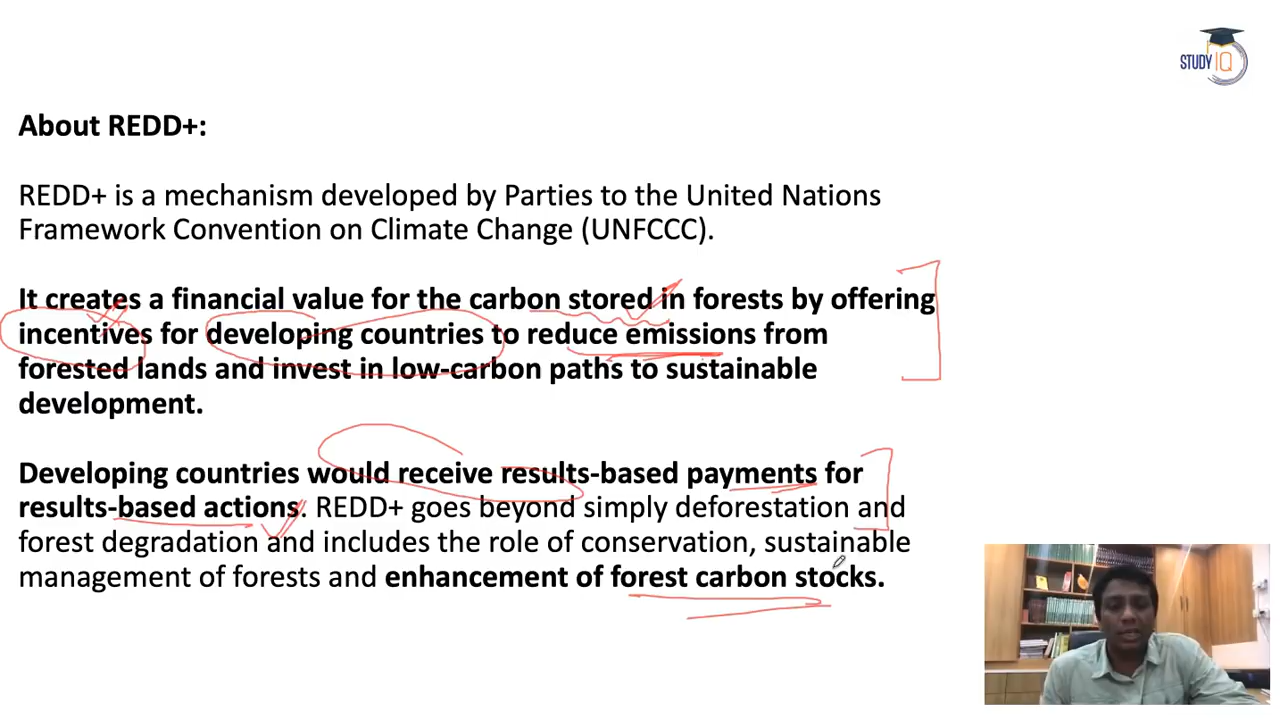 STUDY IQ
About REDD+:
REDD+ is a mechanism developed by Parties to the United Nations
Framework Convention on Climate Change (UNFCCC).
It creates a financial value for the carbon stored in forests by offering
incentives for developing countries to reduce emissions from
forested lands and invest in low-carbon paths to sustainable
development.
Developing countries would receive results-based payments for
results-based actions. REDD+ goes beyond simply deforestation and
forest degradation and includes the role of conservation, sustainable
management of forests and enhancement of forest carbon stocks.